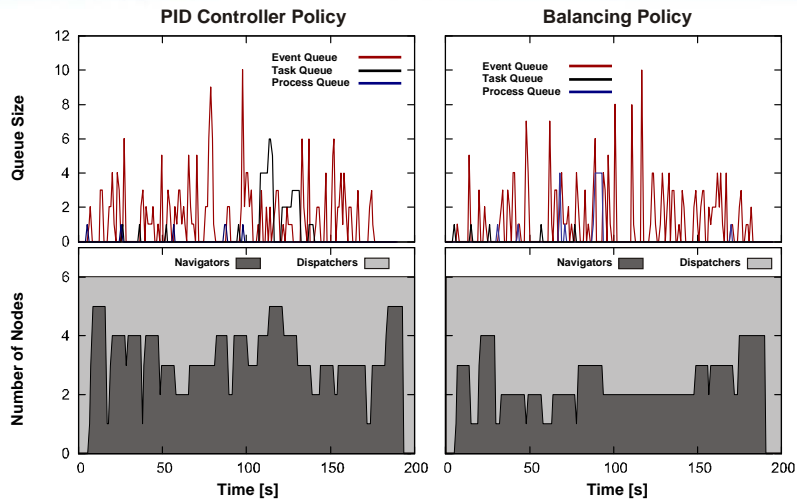 PID Controller Policy
Balancing Policy
Queue Size
12
10
8
6
4
2
0
Event Queue
Task Queue
Process Queue
Event Queue
Task Queue
Process Queue
Number of Nodes
6
4
2
0
Navigators
Dispatchers
Navigators
Dispatchers
0
50
100
150
200
0
50
100
150
200
Time [s]
Time [s]